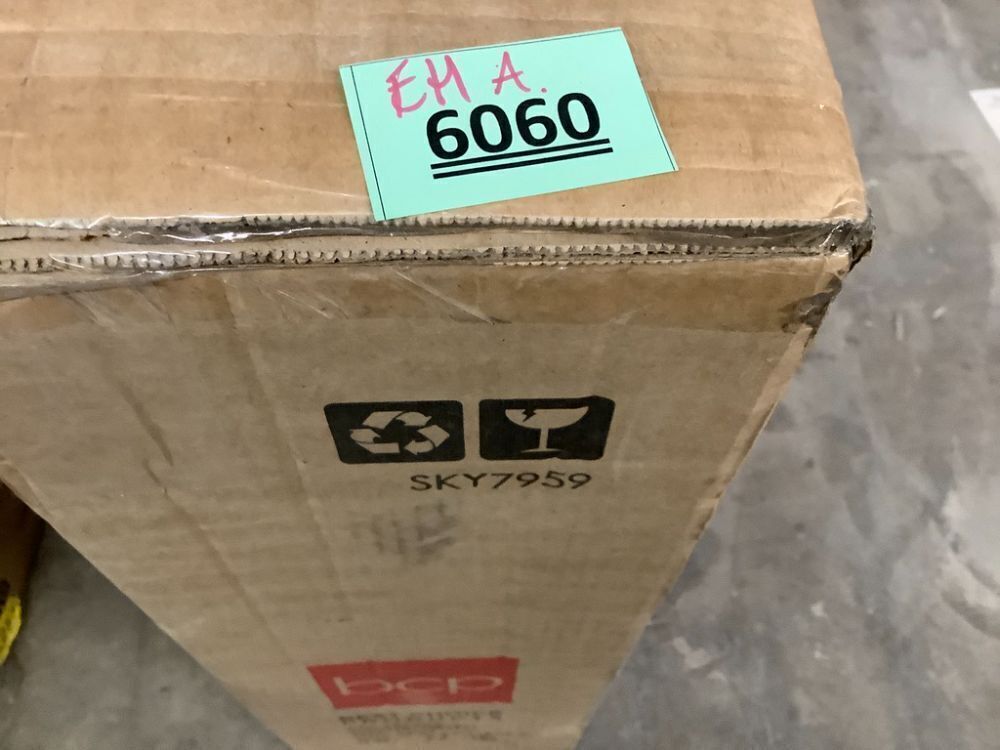 EH A.
6060
SKY7959
bcp